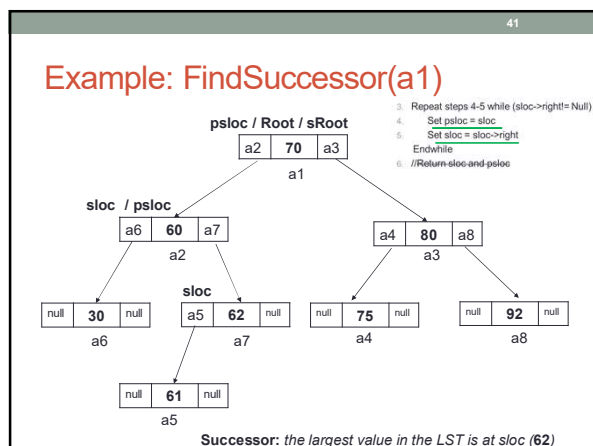 41
Example: FindSuccessor(a1)
3. Repeat steps 4-5 while (sloc->right!= Null)
4. Set psloc = sloc
5. Set sloc = sloc->right
Endwhile
6. //Return sloc and psloc
psloc / Root / sRoot
a2 70 a3
a1
sloc / psloc
a6 60 a7
a2
a4 80 a8
a3
sloc
null 30 null
a6
a5 62 null
a7
null 75 null
a4
null 92 null
a8
null 61 null
a5
Successor: the largest value in the LST is at sloc (62)